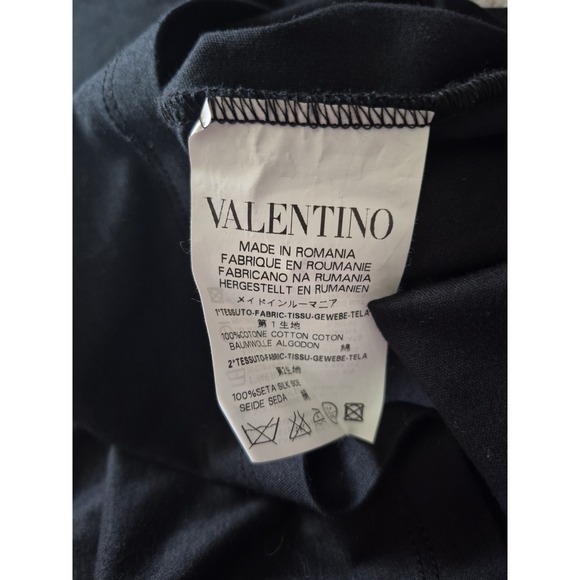 VALENTINO
MADE IN ROMANIA
FABRIQUE EN ROUMANIE
FABRICANO NA RUMANIA
HERGESTELLT EN RUMANIEN
メイドインルーマニア
1°TESSUTO-FABRIC-TISSU-GEWEBE-TELA
第1生地
100%COTONE COTTON COTON
BAUMWOLLE ALGODON 綿
2°TESSUTO-FABRIC-TISSU-GEWEBE-TELA
100%SETA SILK SOIE
SEIDE SEDA 絹